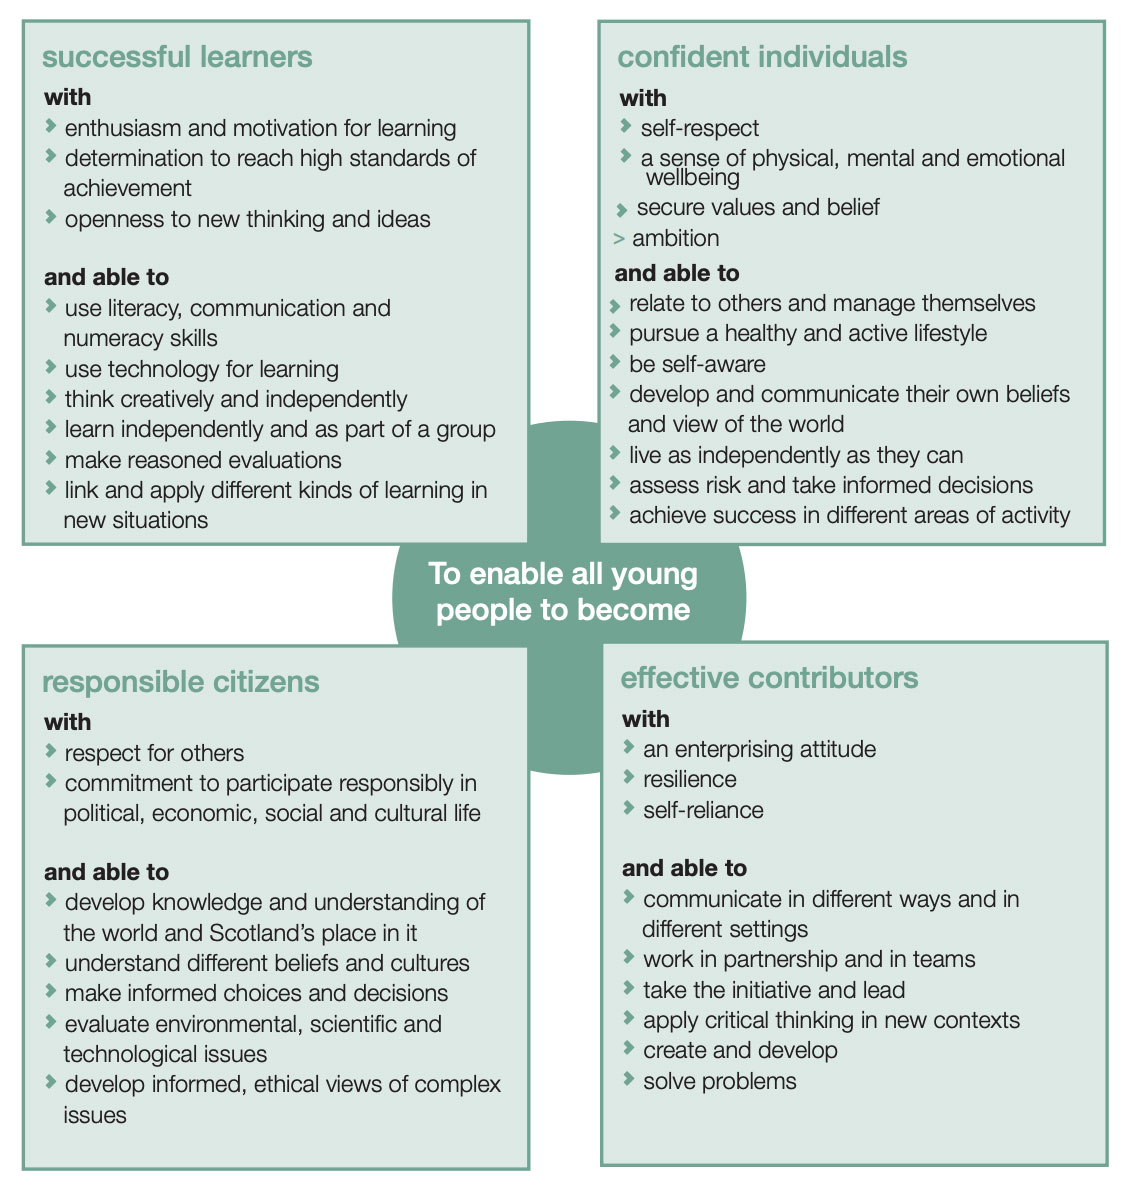 successful learners
with
enthusiasm and motivation for learning
determination to reach high standards of
achievement
openness to new thinking and ideas
and able to
use literacy, communication and
numeracy skills
use technology for learning
think creatively and independently
learn independently and as part of a group
make reasoned evaluations
link and apply different kinds of learning in
new situations
confident individuals
with
self-respect
a sense of physical, mental and emotional
wellbeing
secure values and belief
> ambition
and able to
relate to others and manage themselves
pursue a healthy and active lifestyle
be self-aware
develop and communicate their own beliefs
and view of the world
live as independently as they can
assess risk and take informed decisions
achieve success in different areas of activity
To enable all young
people to become
responsible citizens
with
respect for others
commitment to participate responsibly in
political, economic, social and cultural life
and able to
develop knowledge and understanding of
the world and Scotland’s place in it
understand different beliefs and cultures
make informed choices and decisions
evaluate environmental, scientific and
technological issues
develop informed, ethical views of complex
issues
effective contributors
with
an enterprising attitude
resilience
self-reliance
and able to
communicate in different ways and in
different settings
work in partnership and in teams
take the initiative and lead
apply critical thinking in new contexts
create and develop
solve problems